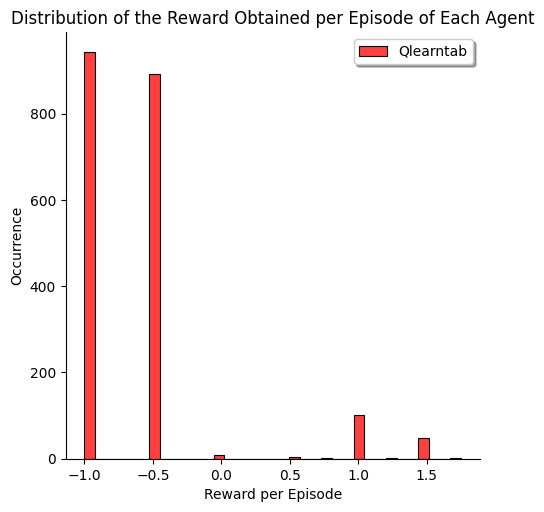 Distribution of the Reward Obtained per Episode of Each Agent
Qlearntab
Occurrence
800
600
400
200
0
−1.0 −0.5 0.0 0.5 1.0 1.5
Reward per Episode